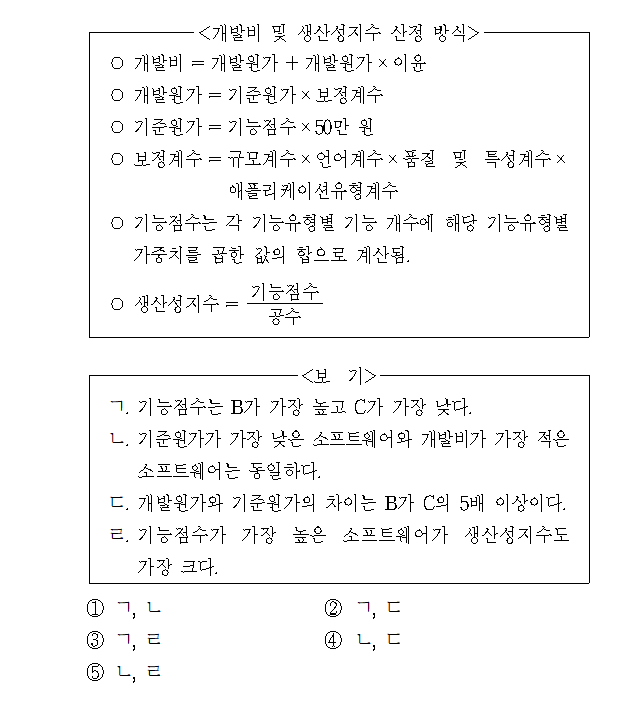 <개발비 및 생산성지수 산정 방식>
○ 개발비 = 개발원가 + 개발원가 × 이윤
○ 개발원가 = 기준원가 × 보정계수
○ 기준원가 = 기능점수 × 50만 원
○ 보정계수 = 규모계수 × 언어계수 × 품질 및 특성계수 ×
애플리케이션유형계수
○ 기능점수는 각 기능유형별 기능 개수에 해당 기능유형별
가중치를 곱한 값의 합으로 계산됨.
○ 생산성지수 = 기능점수
공수
<보 기>
ㄱ. 기능점수는 B가 가장 높고 C가 가장 낮다.
ㄴ. 기준원가가 가장 낮은 소프트웨어와 개발비가 가장 적은
소프트웨어는 동일하다.
ㄷ. 개발원가와 기준원가의 차이는 B가 C의 5배 이상이다.
ㄹ. 기능점수가 가장 높은 소프트웨어가 생산성지수도
가장 크다.
① ㄱ, ㄴ ② ㄱ, ㄷ
③ ㄱ, ㄹ ④ ㄴ, ㄷ
⑤ ㄴ, ㄹ